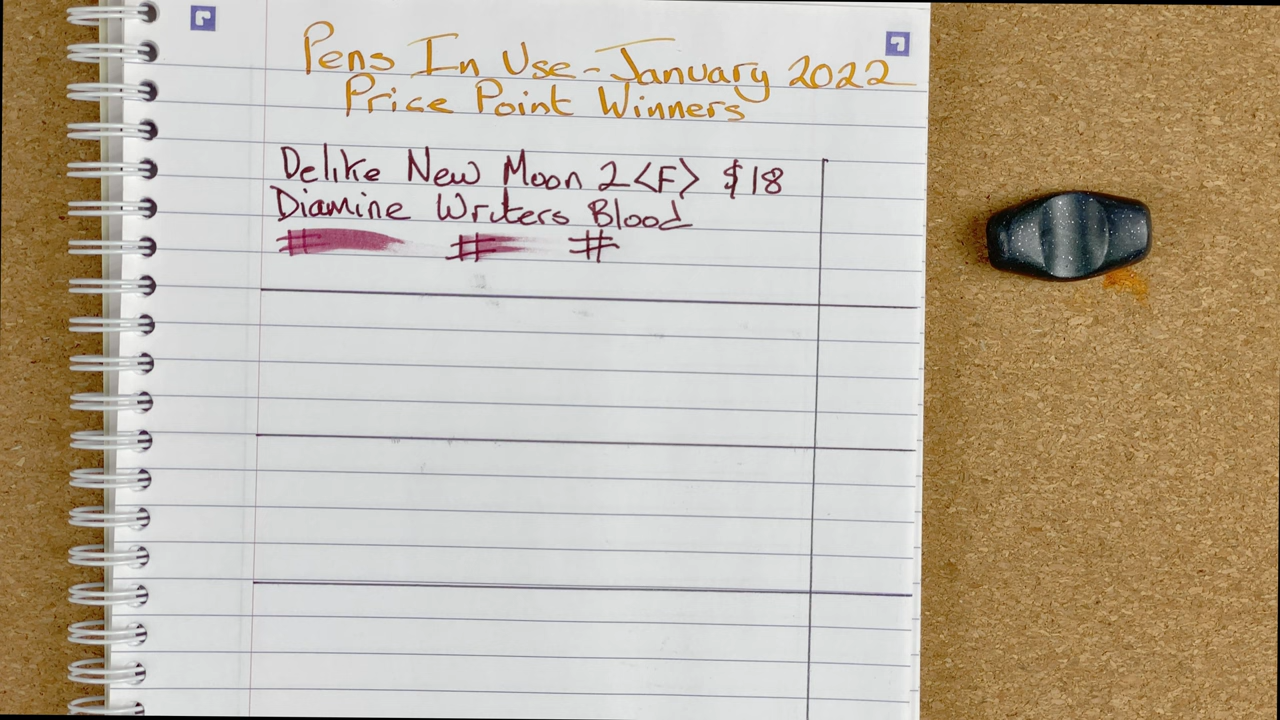 Pens In Use - January 2022
Price Point Winners
Delike New Moon 2 <F> $18
Diamine Writers Blood
# # #